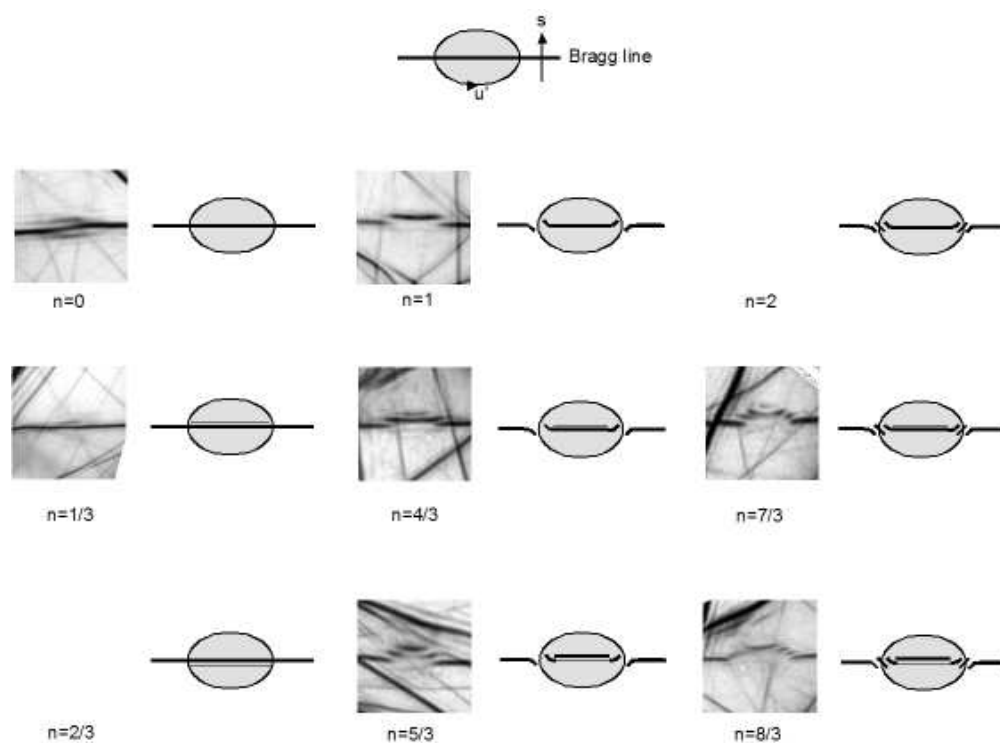 s
Bragg line
u'
n=0
n=1
n=2
n=1/3
n=4/3
n=7/3
n=2/3
n=5/3
n=8/3